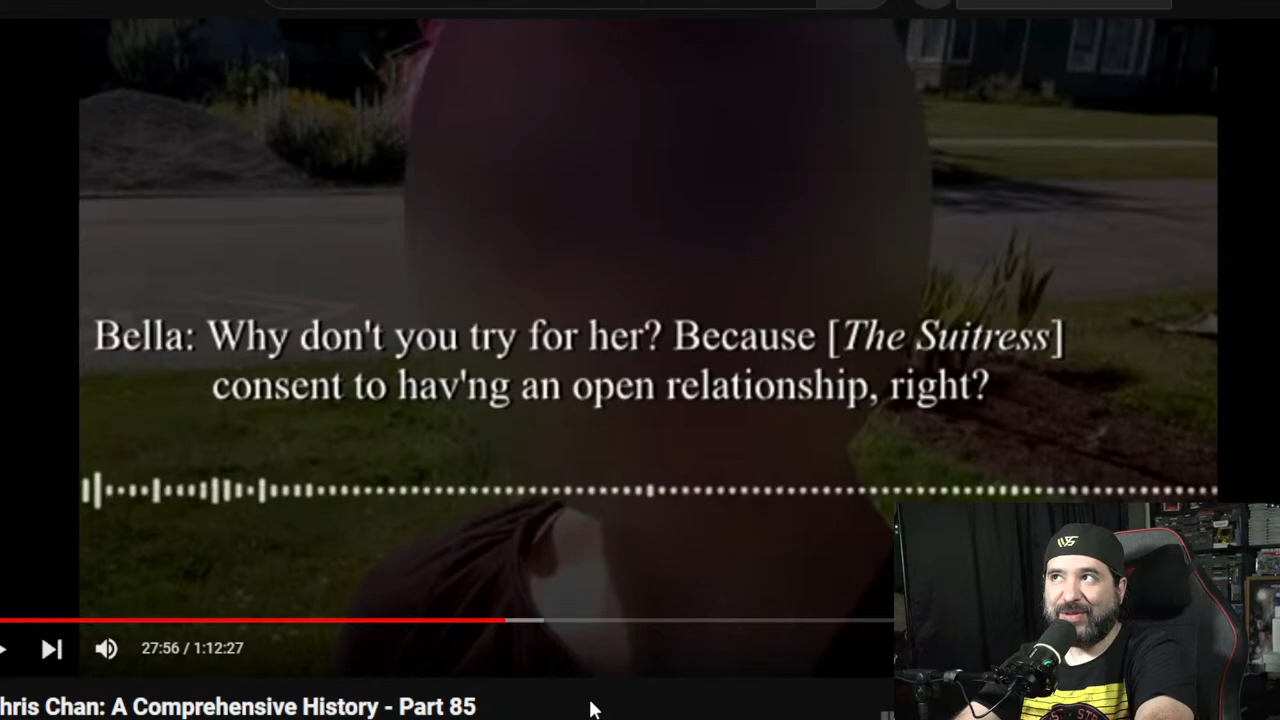 Bella: Why don't you try for her? Because [The Suitress]
consent to hav'ng an open relationship, right?
27:56 / 1:12:27
hris Chan: A Comprehensive History - Part 85